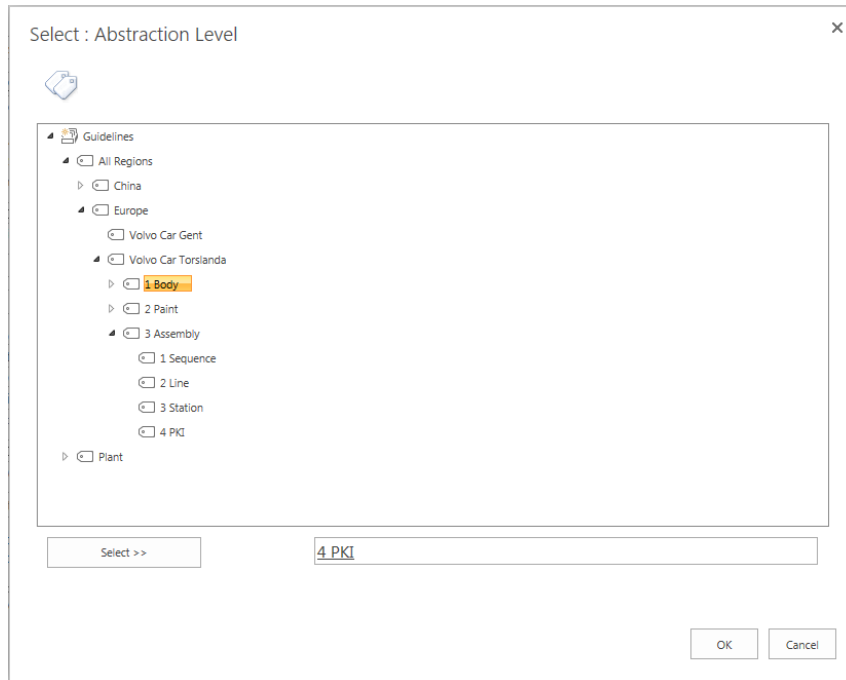 Select : Abstraction Level
Guidelines
All Regions
China
Europe
Volvo Car Gent
Volvo Car Torslanda
1 Body
2 Paint
3 Assembly
1 Sequence
2 Line
3 Station
4 PKI
Plant
Select >>
4 PKI
OK
Cancel